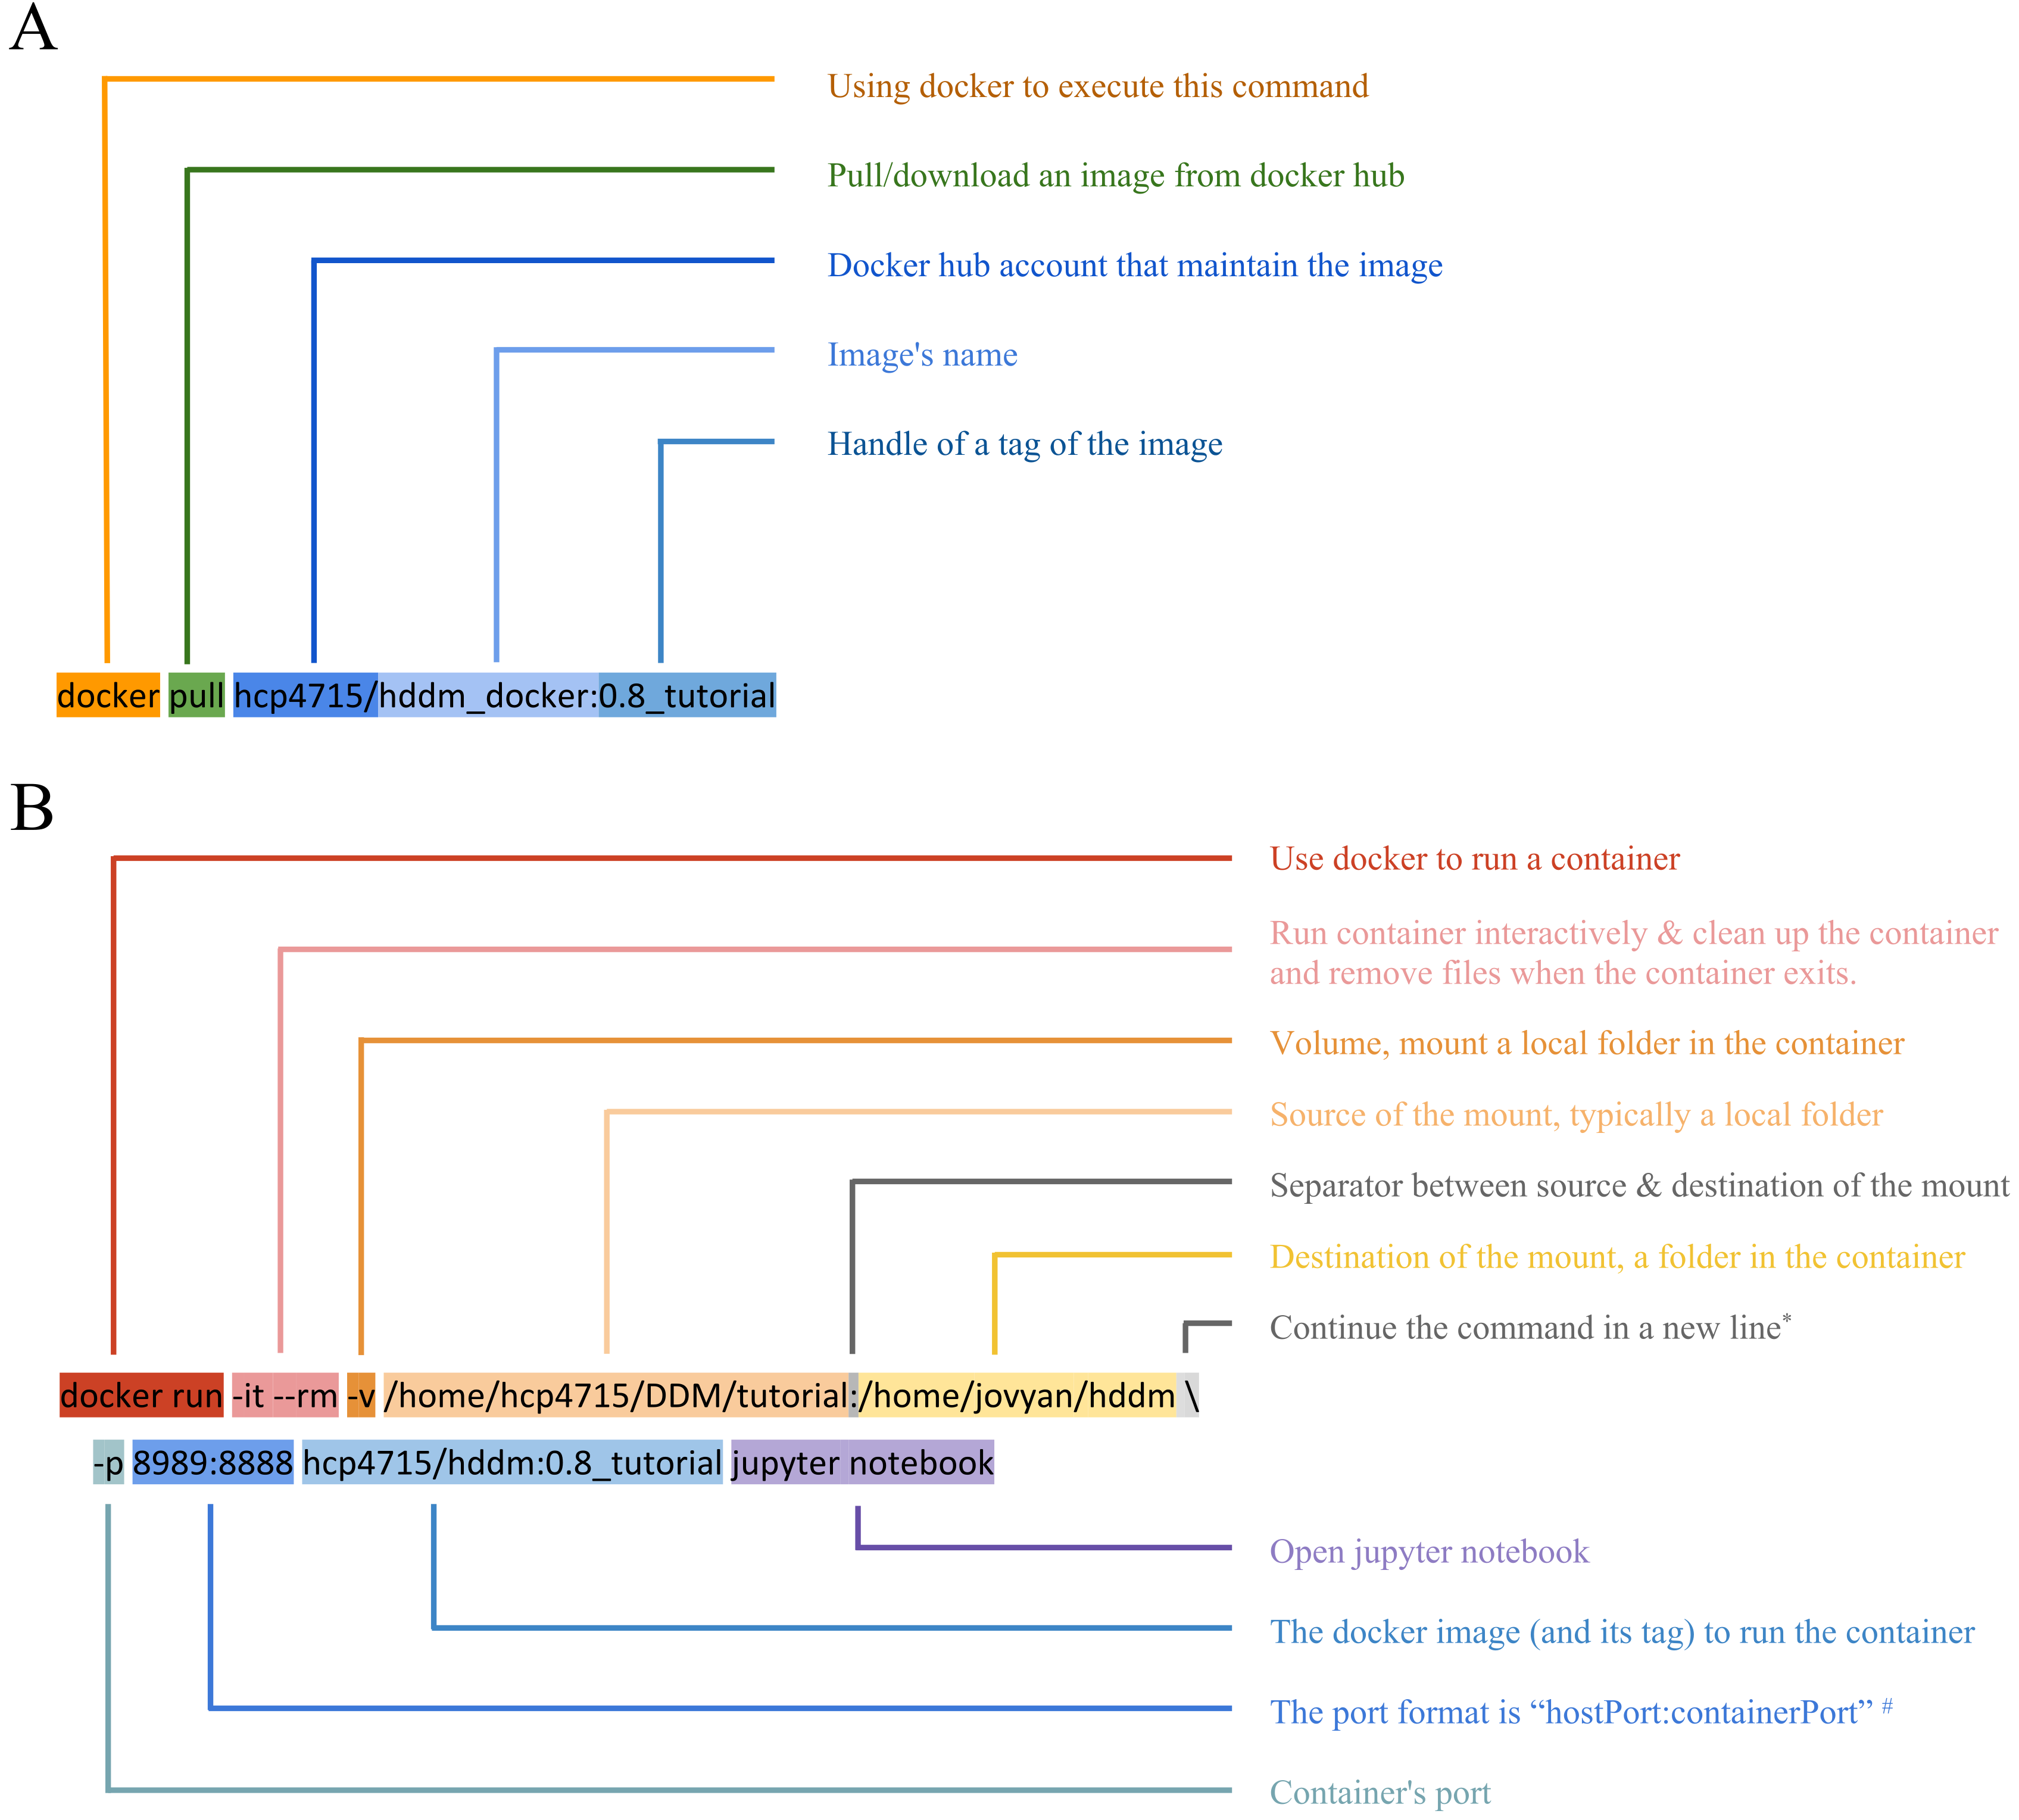 A
Using docker to execute this command
Pull/download an image from docker hub
Docker hub account that maintain the image
Image's name
Handle of a tag of the image
docker pull hcp4715/hddm_docker:0.8_tutorial
B
Use docker to run a container
Run container interactively & clean up the container
and remove files when the container exits.
Volume, mount a local folder in the container
Source of the mount, typically a local folder
Separator between source & destination of the mount
Destination of the mount, a folder in the container
Continue the command in a new line*
docker run -it --rm -v /home/hcp4715/DDM/tutorial:/home/jovyan/hddm \
-p 8989:8888 hcp4715/hddm:0.8_tutorial jupyter notebook
Open jupyter notebook
The docker image (and its tag) to run the container
The port format is “hostPort:containerPort” #
Container's port